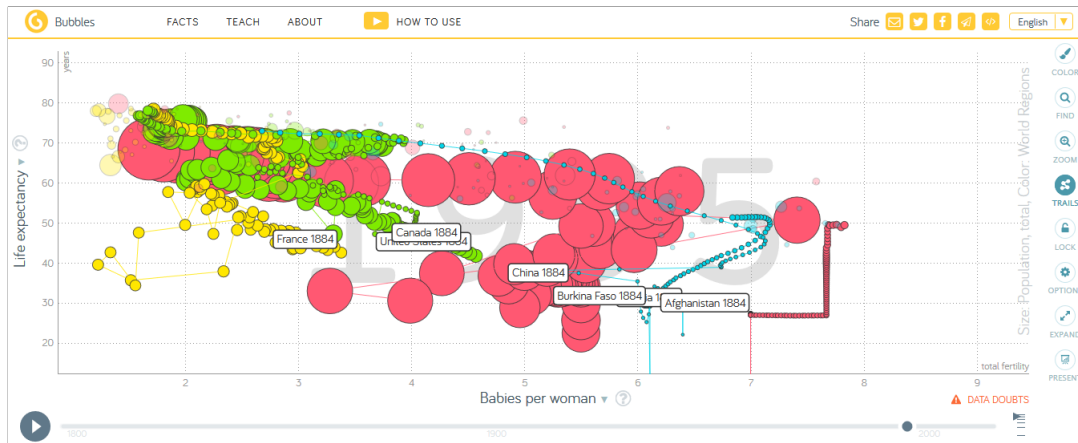 Bubbles
FACTS
TEACH
ABOUT
HOW TO USE
Share
English ▼
COLOR
FIND
ZOOM
TRAILS
LOCK
OPTION
EXPAND
PRESENT
Life expectancy ▼ ?
years
90
80
70
60
50
40
30
20
France 1884
Canada 1884
United States 1884
China 1884
Burkina Faso 1884
Afghanistan 1884
Size: Population, total, Color: World Regions
total fertility
2
3
4
5
6
7
8
9
Babies per woman ▼ ?
DATA DOUBTS
1800
1900
2000